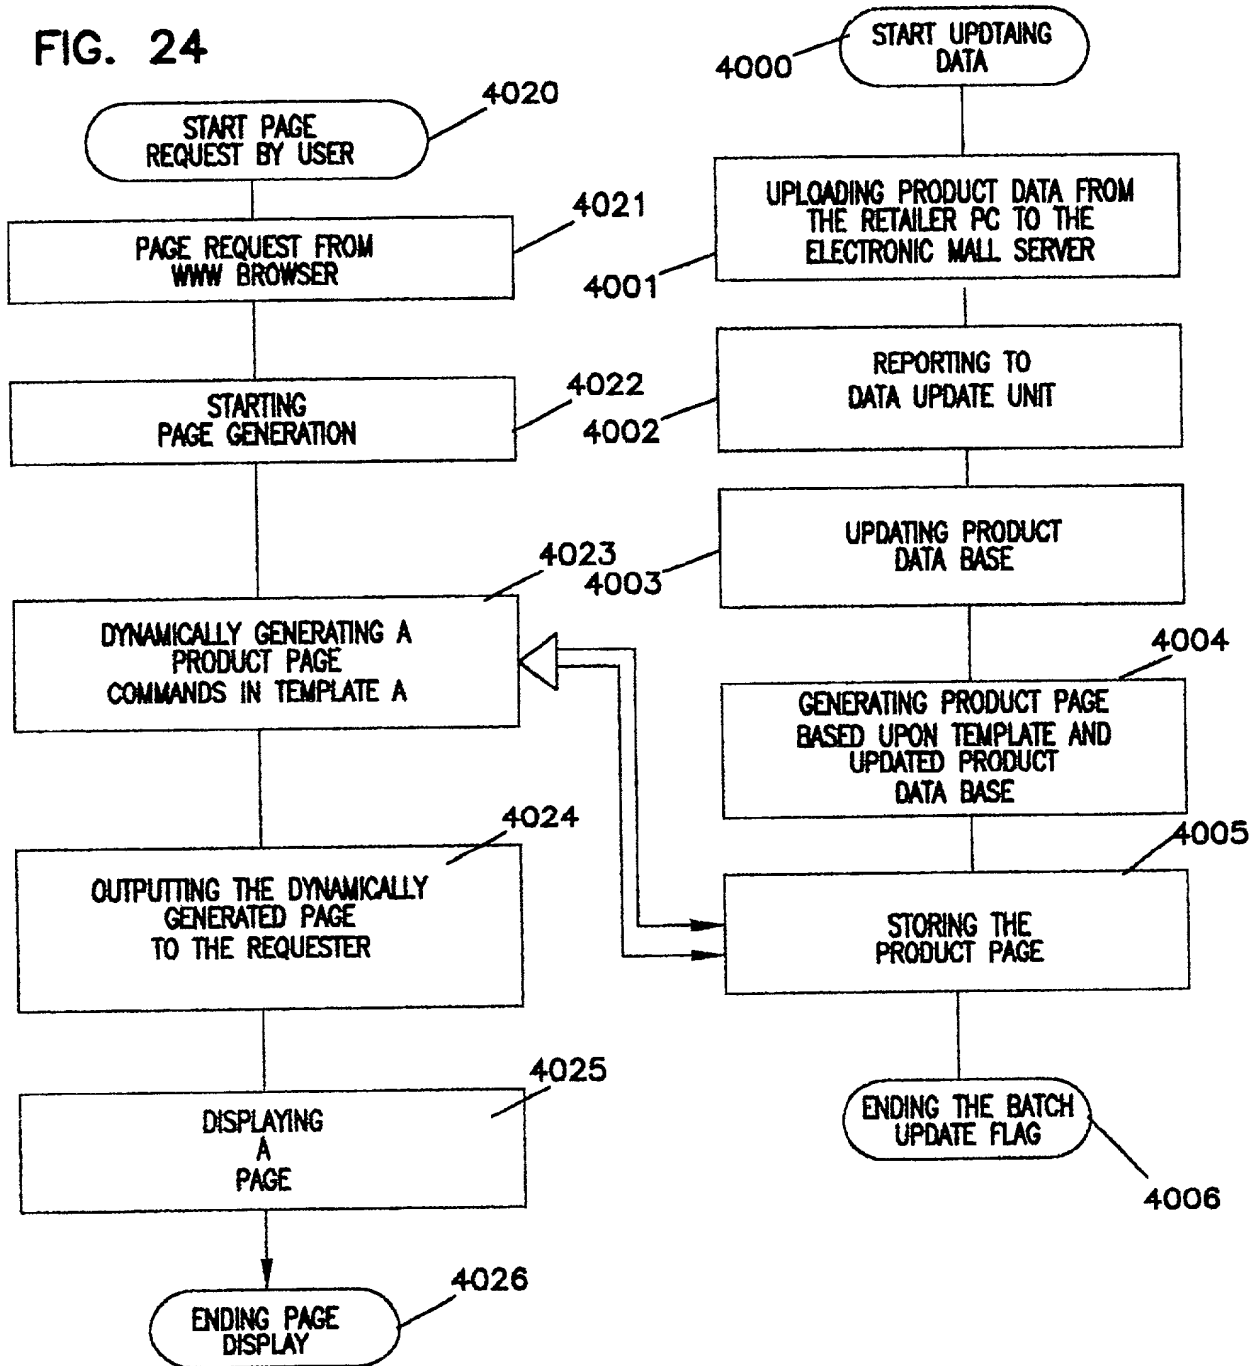 FIG. 24
START PAGE
REQUEST BY USER
4020
PAGE REQUEST FROM
WWW BROWSER
4021
STARTING
PAGE GENERATION
4022
DYNAMICALLY GENERATING A
PRODUCT PAGE
COMMANDS IN TEMPLATE A
4023
OUTPUTTING THE DYNAMICALLY
GENERATED PAGE
TO THE REQUESTER
4024
DISPLAYING
A
PAGE
4025
ENDING PAGE
DISPLAY
4026
START UPDTAING
DATA
4000
UPLOADING PRODUCT DATA FROM
THE RETAILER PC TO THE
ELECTRONIC MALL SERVER
4001
REPORTING TO
DATA UPDATE UNIT
4002
UPDATING PRODUCT
DATA BASE
4003
GENERATING PRODUCT PAGE
BASED UPON TEMPLATE AND
UPDATED PRODUCT
DATA BASE
4004
STORING THE
PRODUCT PAGE
4005
ENDING THE BATCH
UPDATE FLAG
4006